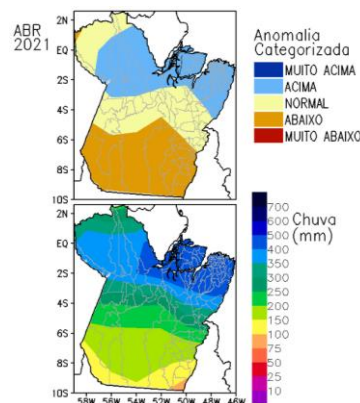 ABR
2021
2N
EQ
2S
4S
6S
8S
10S
Anomalia
Categorizada
MUITO ACIMA
ACIMA
NORMAL
ABAIXO
MUITO ABAIXO
2N
EQ
2S
4S
6S
8S
10S
58W 56W 54W 52W 50W 48W 46W
Chuva
(mm)
700
600
500
400
350
300
250
200
150
100
75
50
25
10